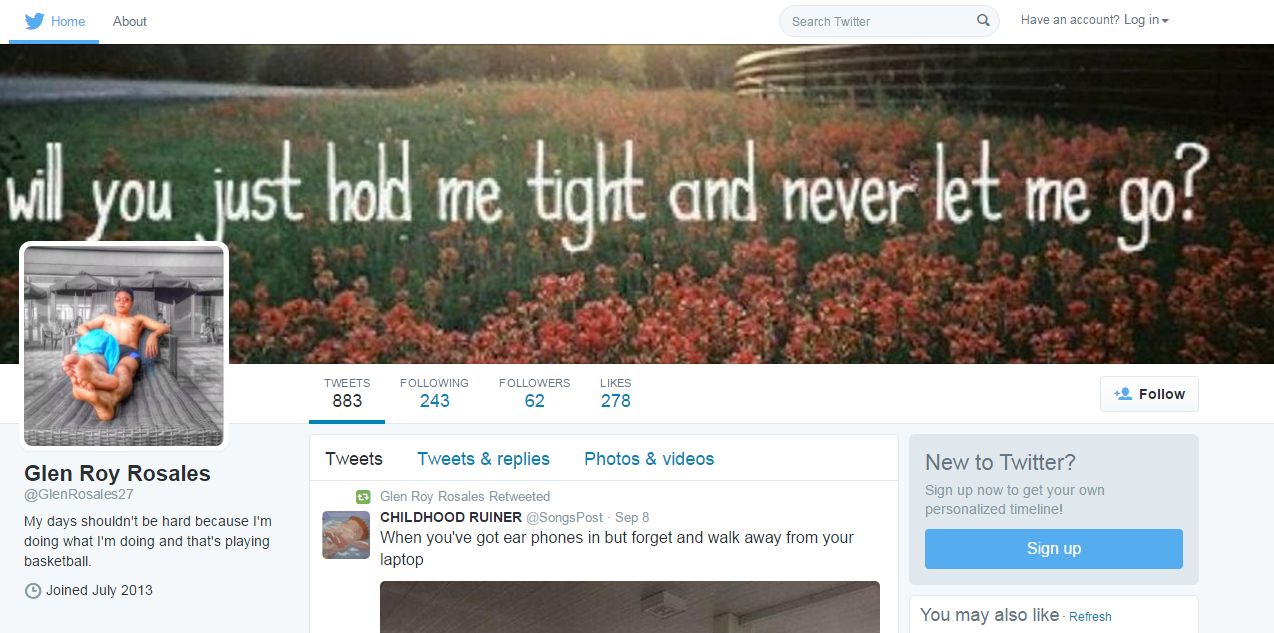 Home About Search Twitter Have an account? Log in
will you just hold me tight and never let me go?
TWEETS FOLLOWING FOLLOWERS LIKES
883 243 62 278
Follow
Glen Roy Rosales
@GlenRosales27
My days shouldn't be hard because I'm
doing what I'm doing and that's playing
basketball.
Joined July 2013
Tweets Tweets & replies Photos & videos
Glen Roy Rosales Retweeted
CHILDHOOD RUINER @SongsPost · Sep 8
When you've got ear phones in but forget and walk away from your
laptop
New to Twitter?
Sign up now to get your own
personalized timeline!
Sign up
You may also like · Refresh